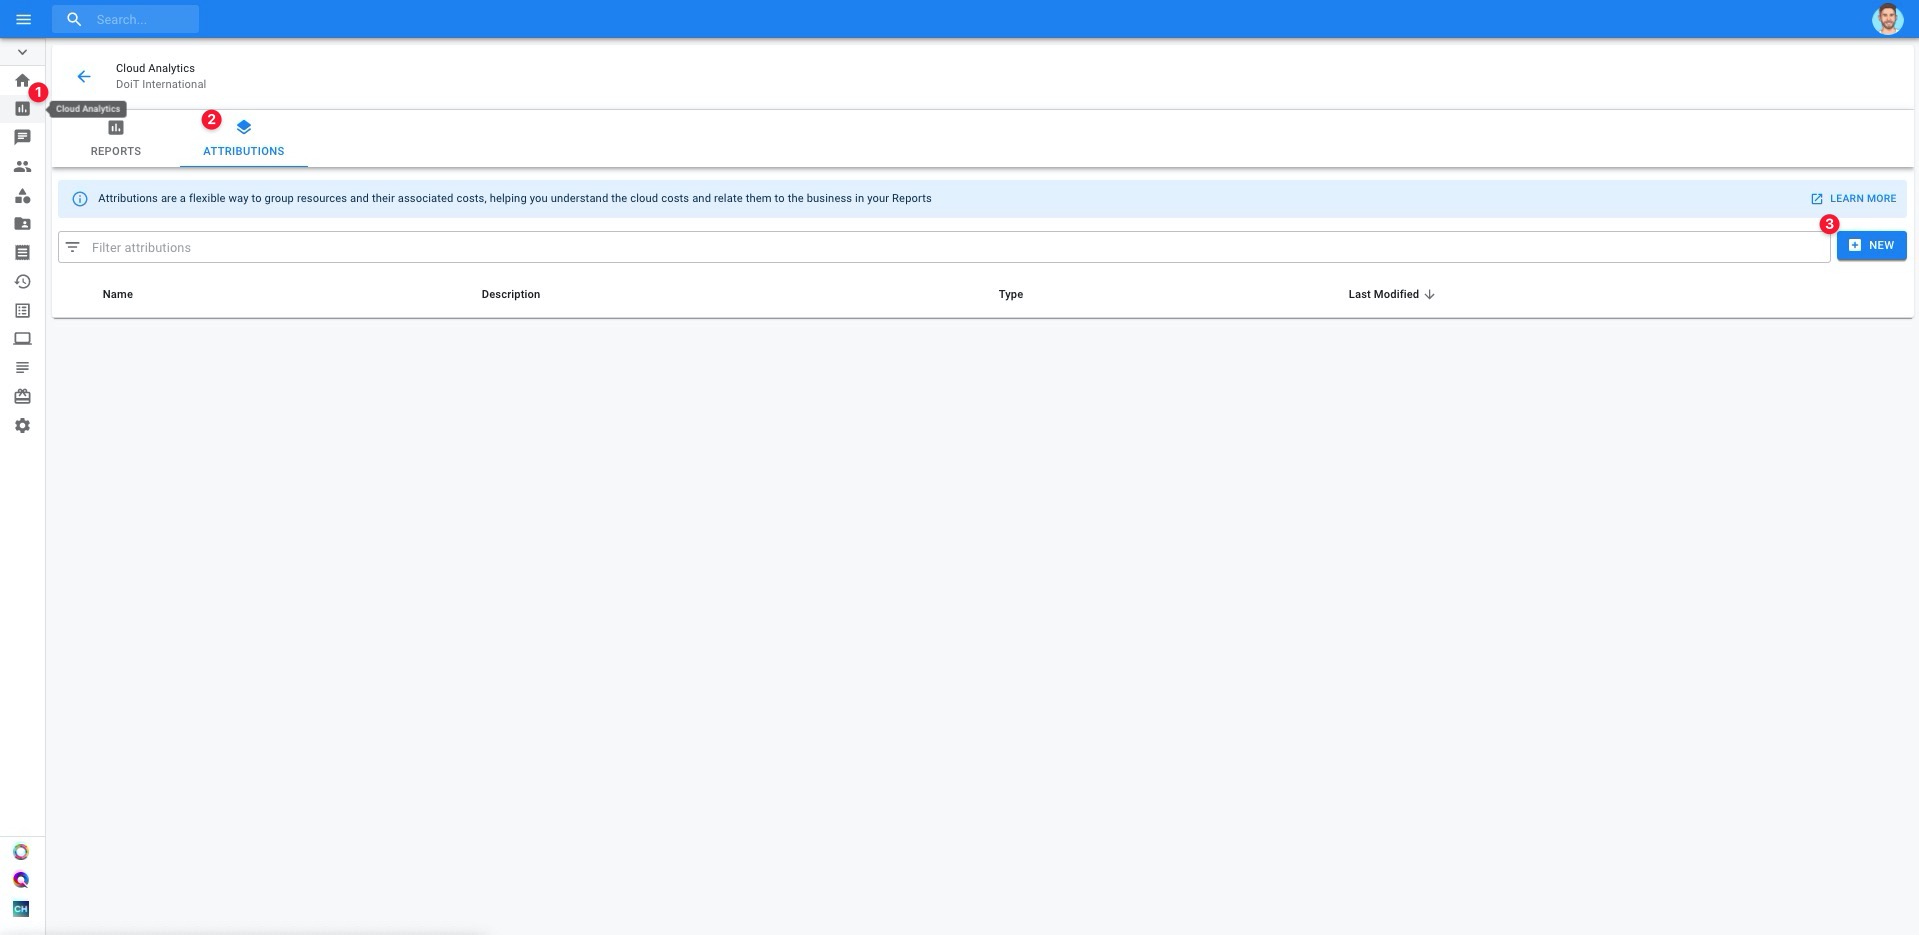 Search...
Cloud Analytics
DoiT International
1
Cloud Analytics
2
REPORTS
ATTRIBUTIONS
Attributions are a flexible way to group resources and their associated costs, helping you understand the cloud costs and relate them to the business in your Reports
LEARN MORE
3
Filter attributions
NEW
Name
Description
Type
Last Modified
CH